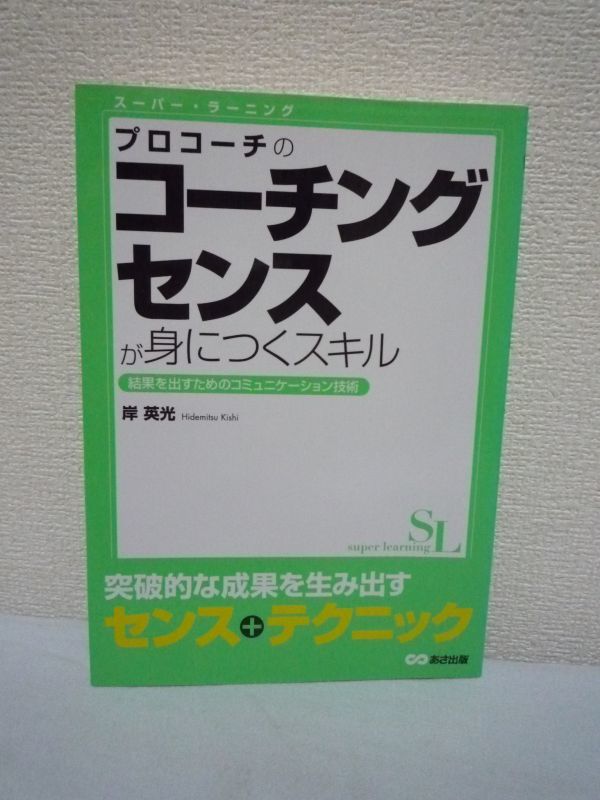 スーパー・ラーニング
プロコーチの
コーチング
センス
が身につくスキル
結果を出すためのコミュニケーション技術
岸 英光 Hidemitsu Kishi
SL
super learning
突破的な成果を生み出す
センス+テクニック
あさ出版